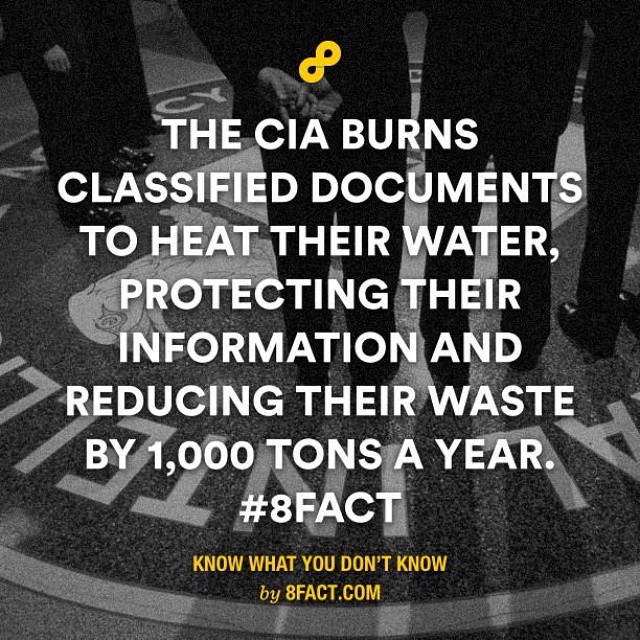 THE CIA BURNS
CLASSIFIED DOCUMENTS
TO HEAT THEIR WATER,
PROTECTING THEIR
INFORMATION AND
REDUCING THEIR WASTE
BY 1,000 TONS A YEAR.
#8FACT
KNOW WHAT YOU DON'T KNOW
by 8FACT.COM